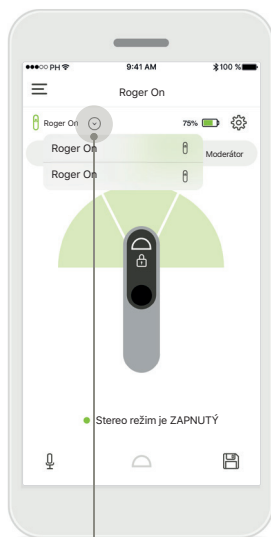 PH 9:41 AM 100 %
Roger On
Roger On 75%
Roger On Moderátor
Roger On
Stereo režim je ZAPNUTÝ